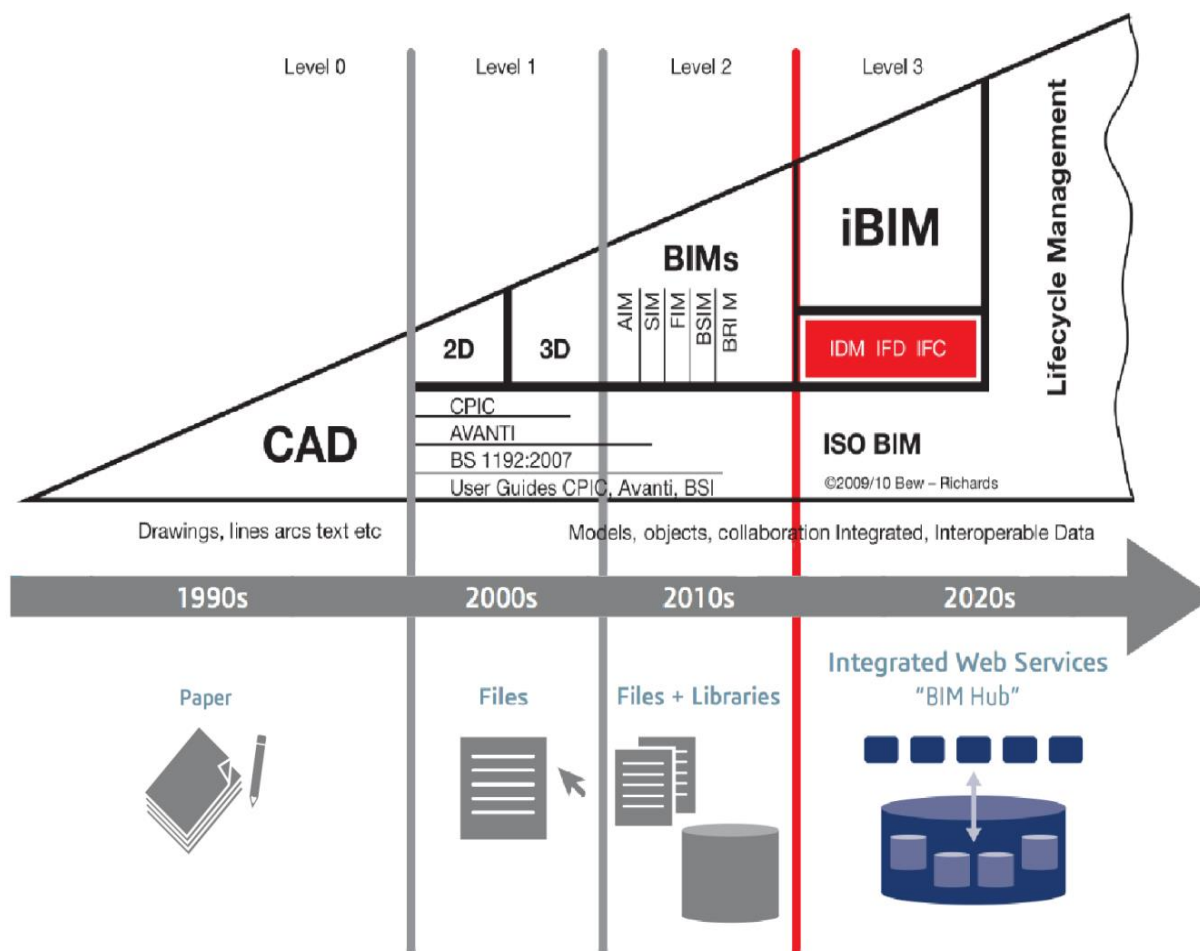 Level 0
Level 1
Level 2
Level 3
Lifecycle Management
iBIM
BIMs
AIM
SIM
FIM
BSIM
BRI M
2D
3D
IDM IFD IFC
CAD
CPIC
AVANTI
BS 1192:2007
User Guides CPIC, Avanti, BSI
ISO BIM
©2009/10 Bew – Richards
Drawings, lines arcs text etc
Models, objects, collaboration Integrated, Interoperable Data
1990s
2000s
2010s
2020s
Paper
Files
Files + Libraries
Integrated Web Services
“BIM Hub”